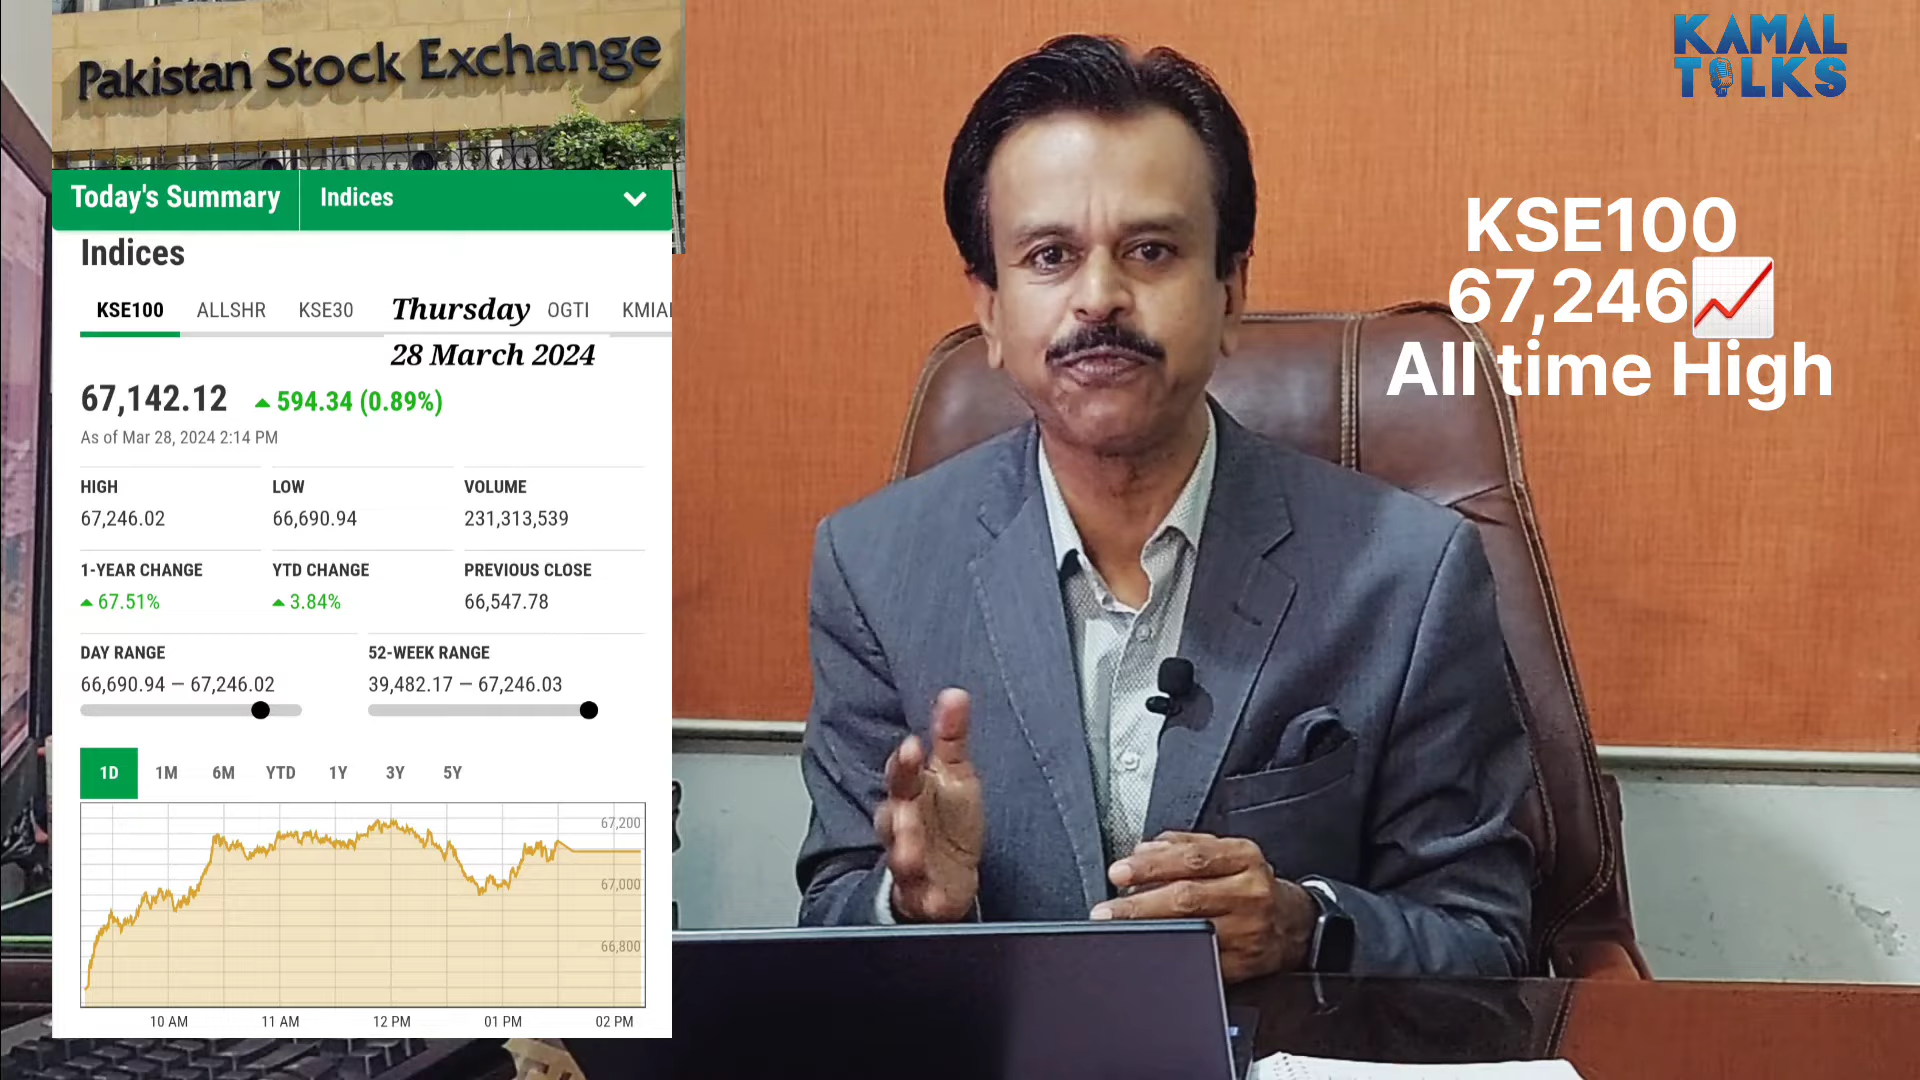 Pakistan Stock Exchange
Today's Summary
Indices
Indices
KSE100
ALLSHR
KSE30
Thursday
OGTI
KMIAI
28 March 2024
67,142.12
594.34 (0.89%)
As of Mar 28, 2024 2:14 PM
HIGH
LOW
VOLUME
67,246.02
66,690.94
231,313,539
1-YEAR CHANGE
YTD CHANGE
PREVIOUS CLOSE
67.51%
3.84%
66,547.78
DAY RANGE
52-WEEK RANGE
66,690.94 — 67,246.02
39,482.17 — 67,246.03
1D
1M
6M
YTD
1Y
3Y
5Y
67,200
67,000
66,800
10 AM
11 AM
12 PM
01 PM
02 PM
KAMAL
TALKS
KSE100
67,246
All time High